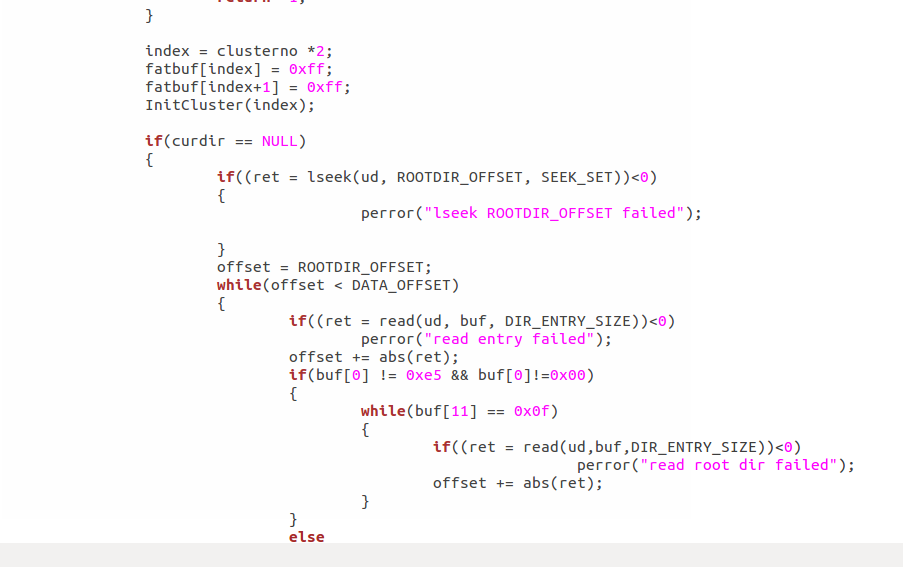 return -1;
}
index = clusterno *2;
fatbuf[index] = 0xff;
fatbuf[index+1] = 0xff;
InitCluster(index);
if(curdir == NULL)
{
if((ret = lseek(ud, ROOTDIR_OFFSET, SEEK_SET))<0)
{
perror("lseek ROOTDIR_OFFSET failed");
}
offset = ROOTDIR_OFFSET;
while(offset < DATA_OFFSET)
{
if((ret = read(ud, buf, DIR_ENTRY_SIZE))<0)
perror("read entry failed");
offset += abs(ret);
if(buf[0] != 0xe5 && buf[0]!=0x00)
{
while(buf[11] == 0x0f)
{
if((ret = read(ud,buf,DIR_ENTRY_SIZE))<0)
perror("read root dir failed");
offset += abs(ret);
}
}
else